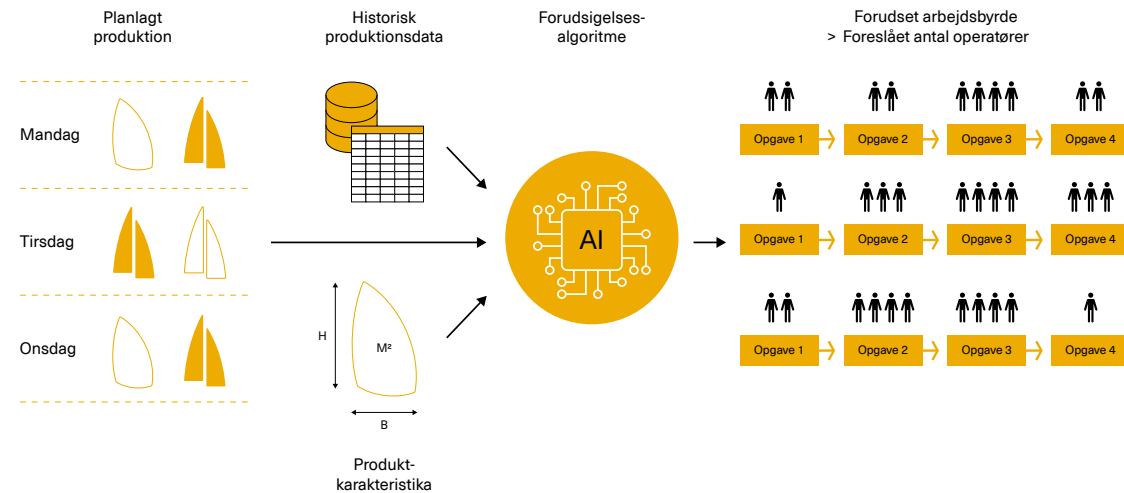 Planlagt
produktion
Historisk
produktionsdata
Forudsigelses-
algoritme
Forudset arbejdsbyrde
> Foreslået antal operatører
Mandag
Tirsdag
Onsdag
H
M²
B
Produkt-
karakteristika
AI
Opgave 1
Opgave 2
Opgave 3
Opgave 4
Opgave 1
Opgave 2
Opgave 3
Opgave 4
Opgave 1
Opgave 2
Opgave 3
Opgave 4